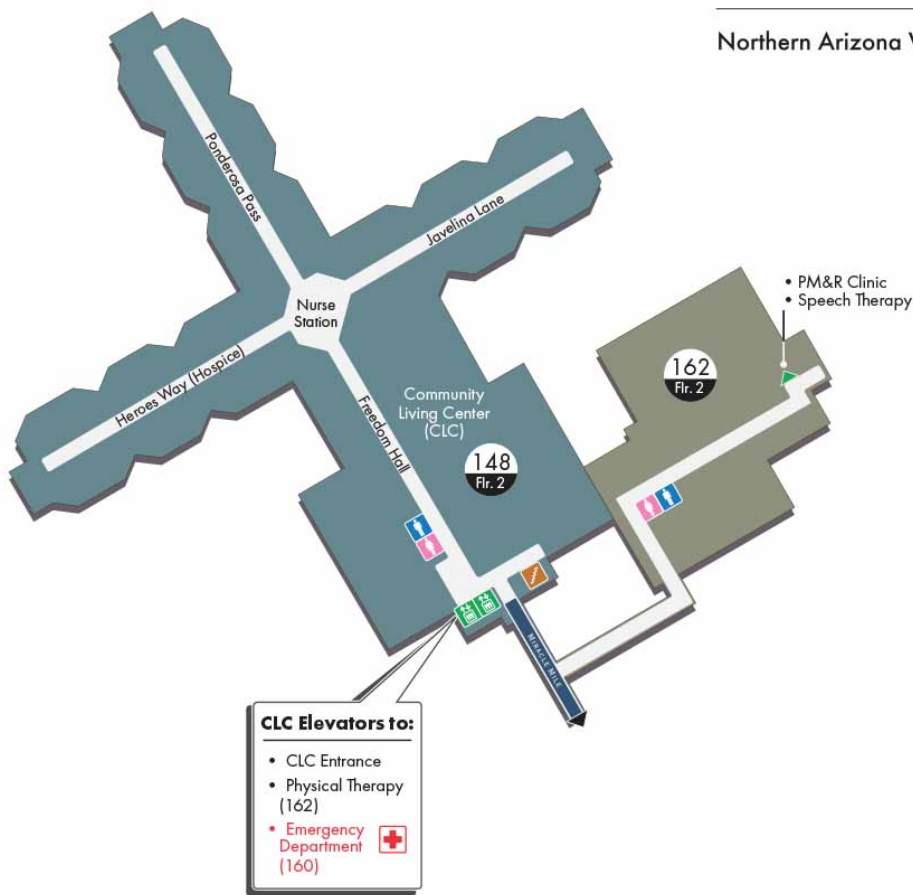 Northern Arizona V
Ponderosa Pass
Javelina Lane
• PM&R Clinic
• Speech Therapy
Nurse
Station
162
Flr. 2
Heroes Way (Hospice)
Freedom Hall
Community
Living Center
(CLC)
148
Flr. 2
MIRACLE MILE
CLC Elevators to:
• CLC Entrance
• Physical Therapy
(162)
• Emergency
Department
(160)